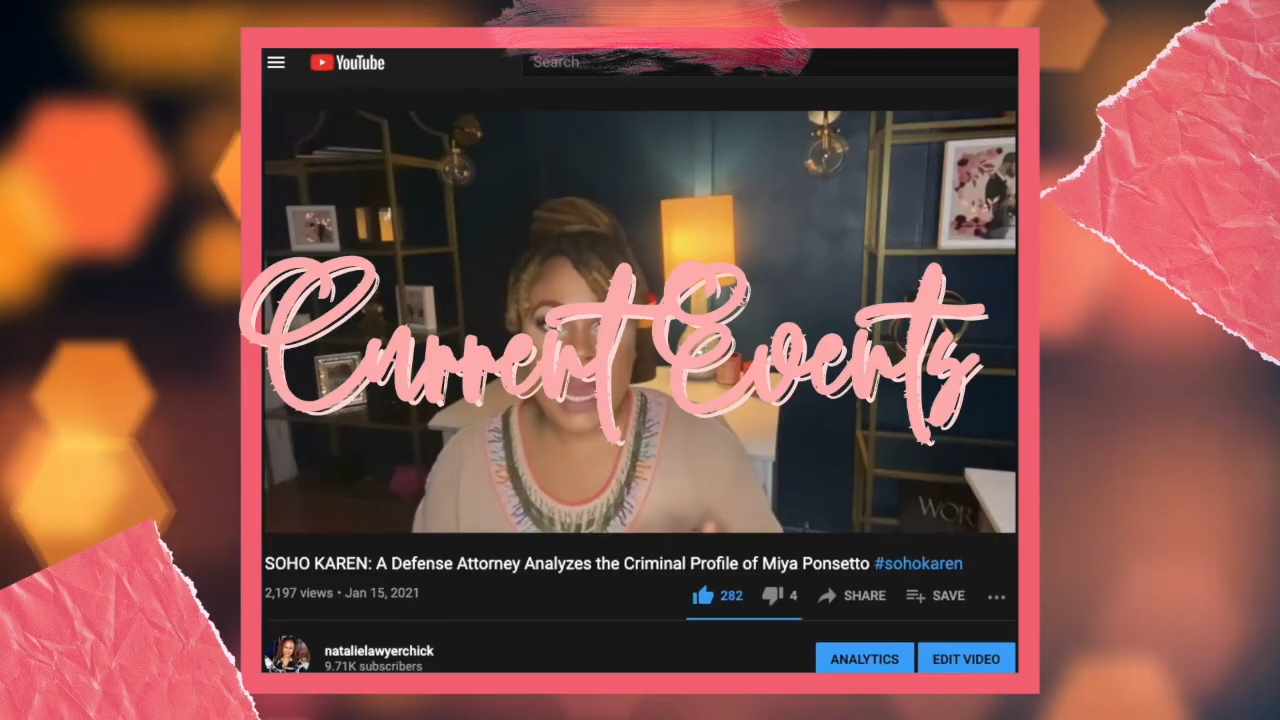 YouTube
Search
Current Events
WOR
SOHO KAREN: A Defense Attorney Analyzes the Criminal Profile of Miya Ponsetto #sohokaren
2,197 views • Jan 15, 2021
282
4
SHARE
SAVE
natalielawyerchick
9.71K subscribers
ANALYTICS
EDIT VIDEO